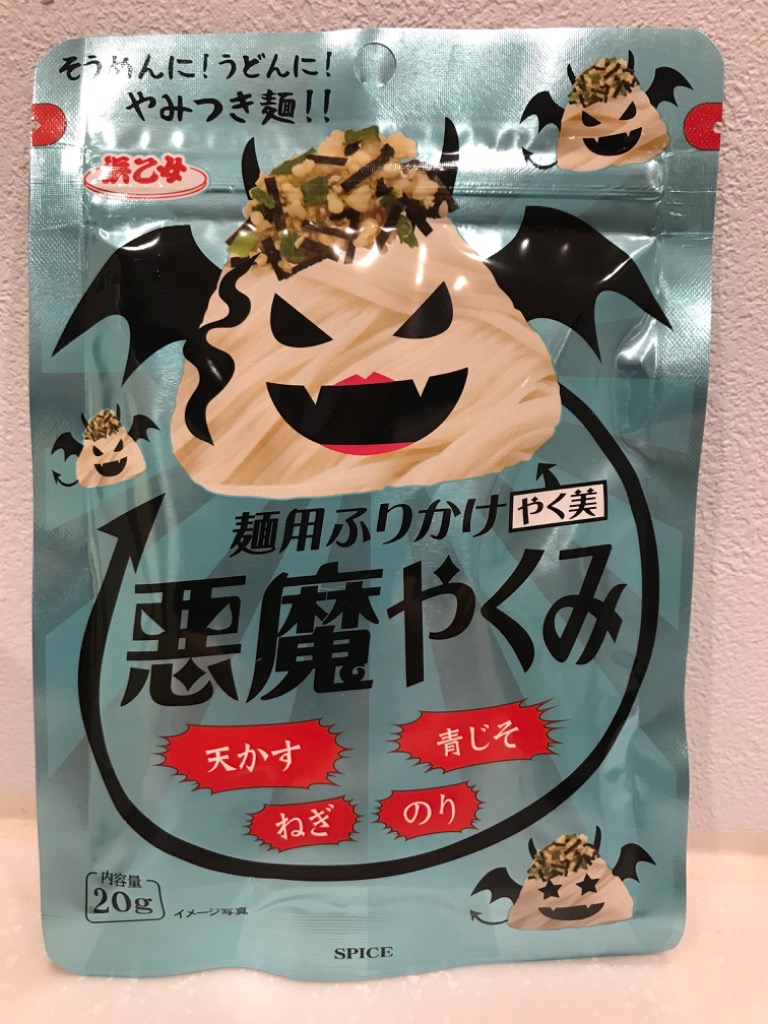 そうめんに!うどんに!
やみつき麺!!
浜乙女
麺用ふりかけ やく美
悪魔やくみ
天かす 青じそ
ねぎ のり
内容量
20g
イメージ写真
SPICE